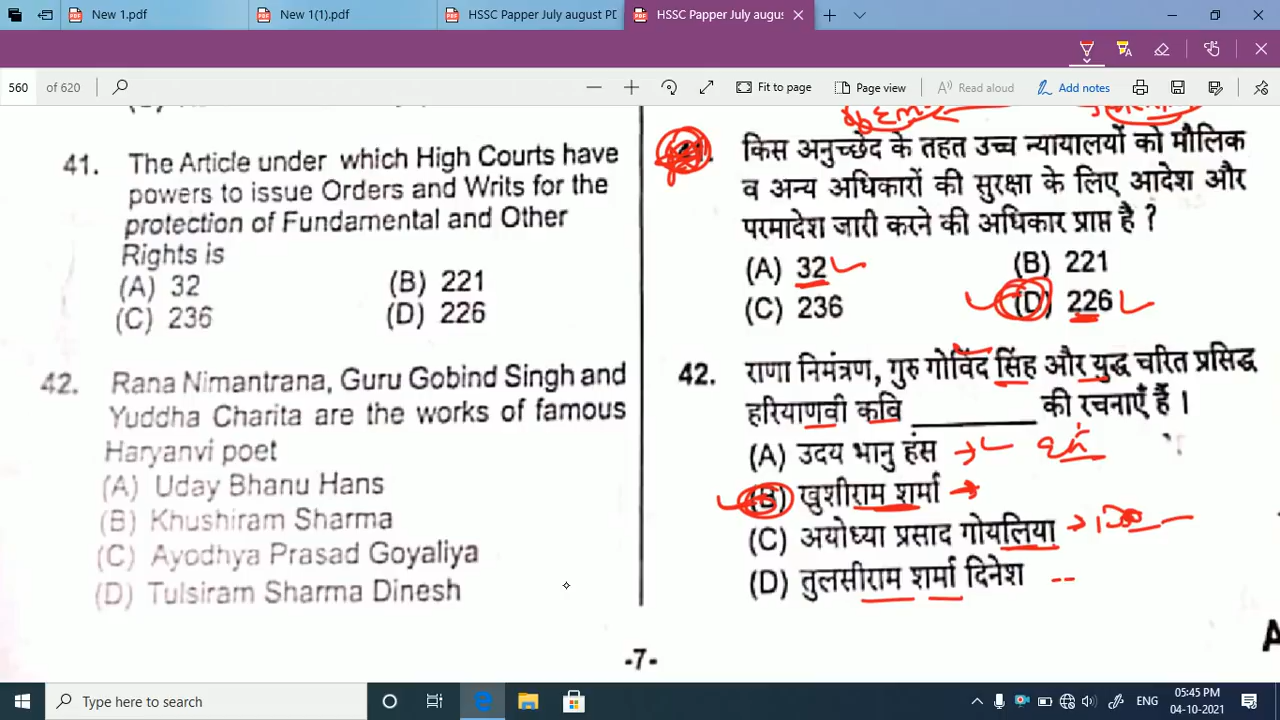 New 1.pdf
New 1(1).pdf
HSSC Papper July august PD
HSSC Papper July augus
560 of 620
Fit to page
Page view
Read aloud
Add notes
41. The Article under which High Courts have
powers to issue Orders and Writs for the
protection of Fundamental and Other
Rights is
(A) 32 (B) 221
(C) 236 (D) 226
42. Rana Nimantrana, Guru Gobind Singh and
Yuddha Charita are the works of famous
Haryanvi poet
(A) Uday Bhanu Hans
(B) Khushiram Sharma
(C) Ayodhya Prasad Goyaliya
(D) Tulsiram Sharma Dinesh
किस अनुच्छेद के तहत उच्च न्यायालयों को मौलिक
व अन्य अधिकारों की सुरक्षा के लिए आदेश और
परमादेश जारी करने की अधिकार प्राप्त है ?
(A) 32 (B) 221
(C) 236 (D) 226
42. राणा निमंत्रण, गुरु गोविंद सिंह और युद्ध चरित प्रसिद्ध
हरियाणवी कवि ________ की रचनाएँ हैं ।
(A) उदय भानु हंस
(B) खुशीराम शर्मा
(C) अयोध्या प्रसाद गोयलिया
(D) तुलसीराम शर्मा दिनेश
-7-
A
Type here to search
ENG
05:45 PM
04-10-2021